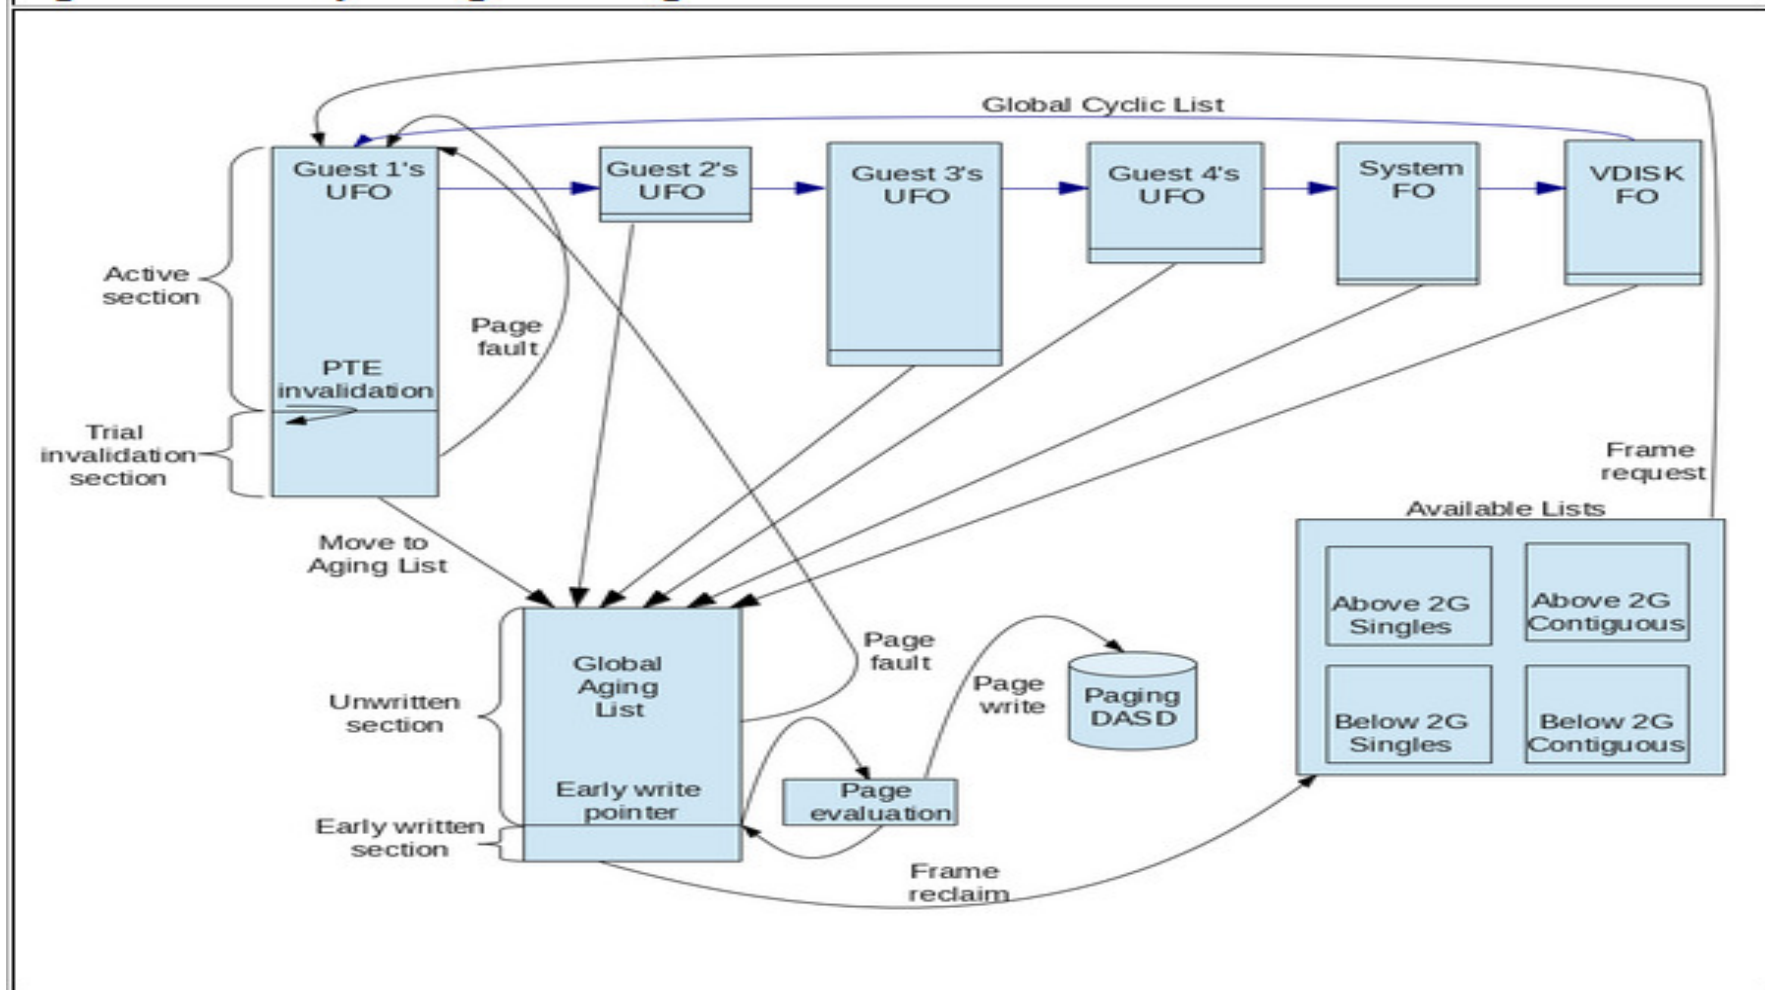 Global Cyclic List
Guest 1's
UFO
Guest 2's
UFO
Guest 3's
UFO
Guest 4's
UFO
System
FO
VDISK
FO
Active
section
Page
fault
PTE
invalidation
Trial
invalidation
section
Frame
request
Move to
Aging List
Available Lists
Above 2G
Singles
Above 2G
Contiguous
Below 2G
Singles
Below 2G
Contiguous
Global
Aging
List
Page
fault
Unwritten
section
Page
write
Paging
DASD
Early write
pointer
Page
evaluation
Early written
section
Frame
reclaim